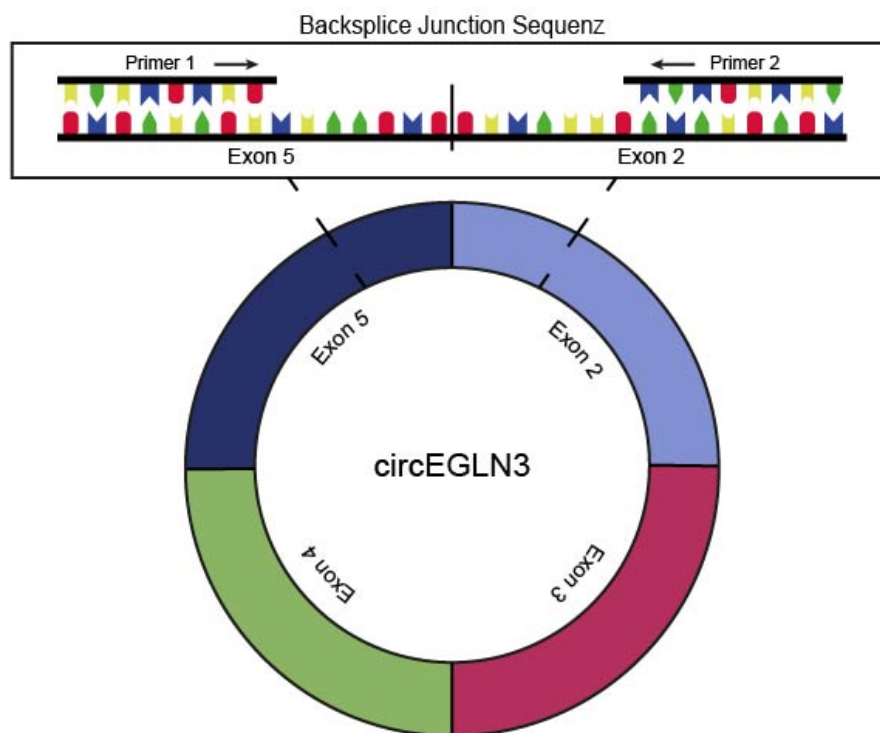 Backsplice Junction Sequenz
Primer 1
Primer 2
Exon 5
Exon 2
Exon 5
Exon 2
circEGLN3
Exon 4
Exon 3